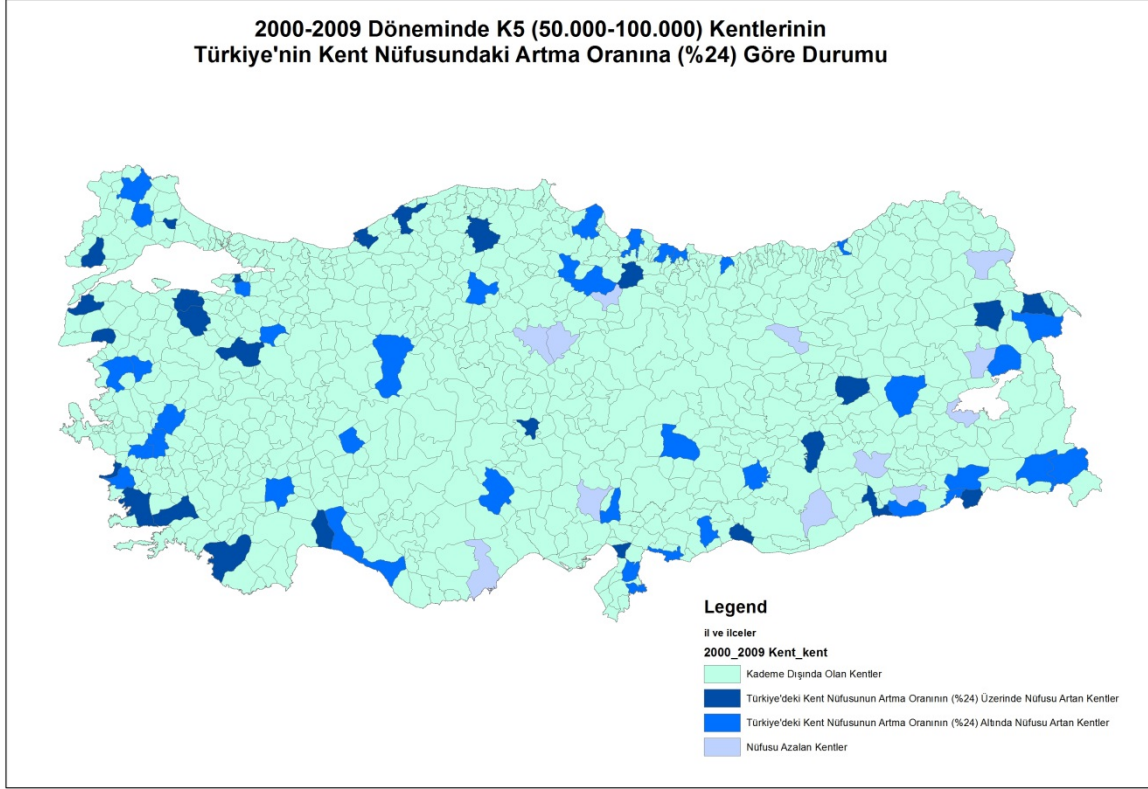 2000-2009 Döneminde K5 (50.000-100.000) Kentlerinin
Türkiye'nin Kent Nüfusundaki Artma Oranına (%24) Göre Durumu
Legend
il ve ilceler
2000_2009 Kent_kent
Kademe Dışında Olan Kentler
Türkiye'deki Kent Nüfusunun Artma Oranının (%24) Üzerinde Nüfusu Artan Kentler
Türkiye'deki Kent Nüfusunun Artma Oranının (%24) Altında Nüfusu Artan Kentler
Nüfusu Azalan Kentler